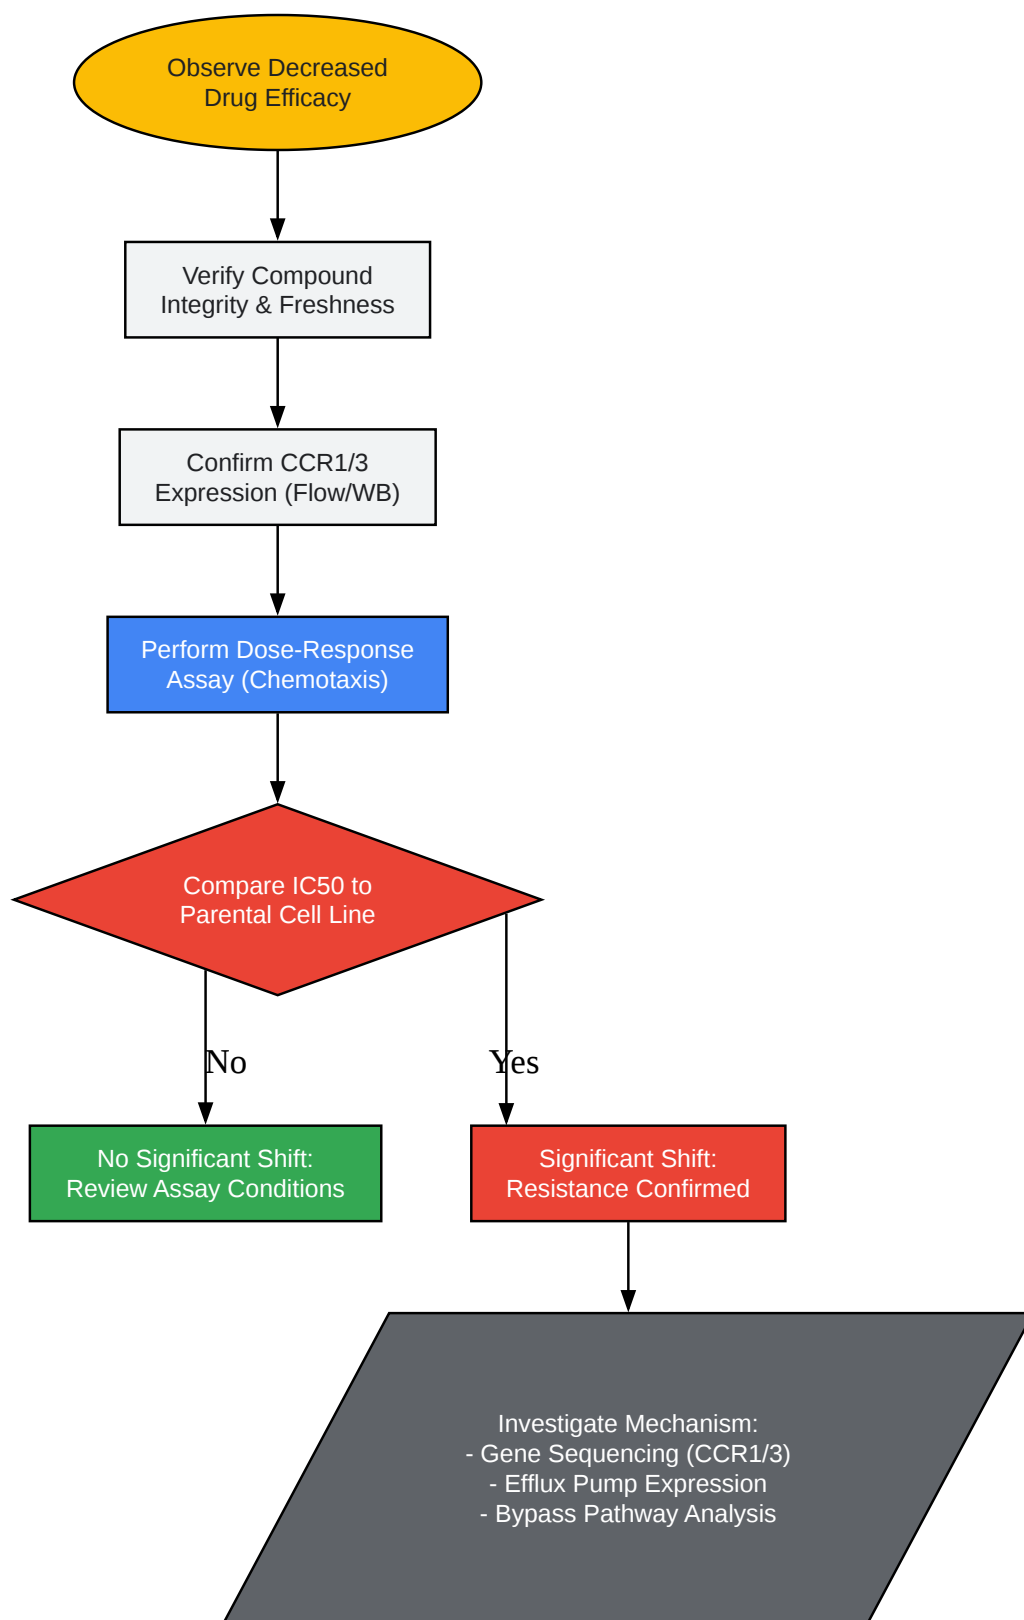 Observe Decreased
Drug Efficacy
Verify Compound
Integrity & Freshness
Confirm CCR1/3
Expression (Flow/WB)
Perform Dose-Response
Assay (Chemotaxis)
Compare IC50 to
Parental Cell Line
No
Yes
No Significant Shift:
Review Assay Conditions
Significant Shift:
Resistance Confirmed
Investigate Mechanism:
- Gene Sequencing (CCR1/3)
- Efflux Pump Expression
- Bypass Pathway Analysis